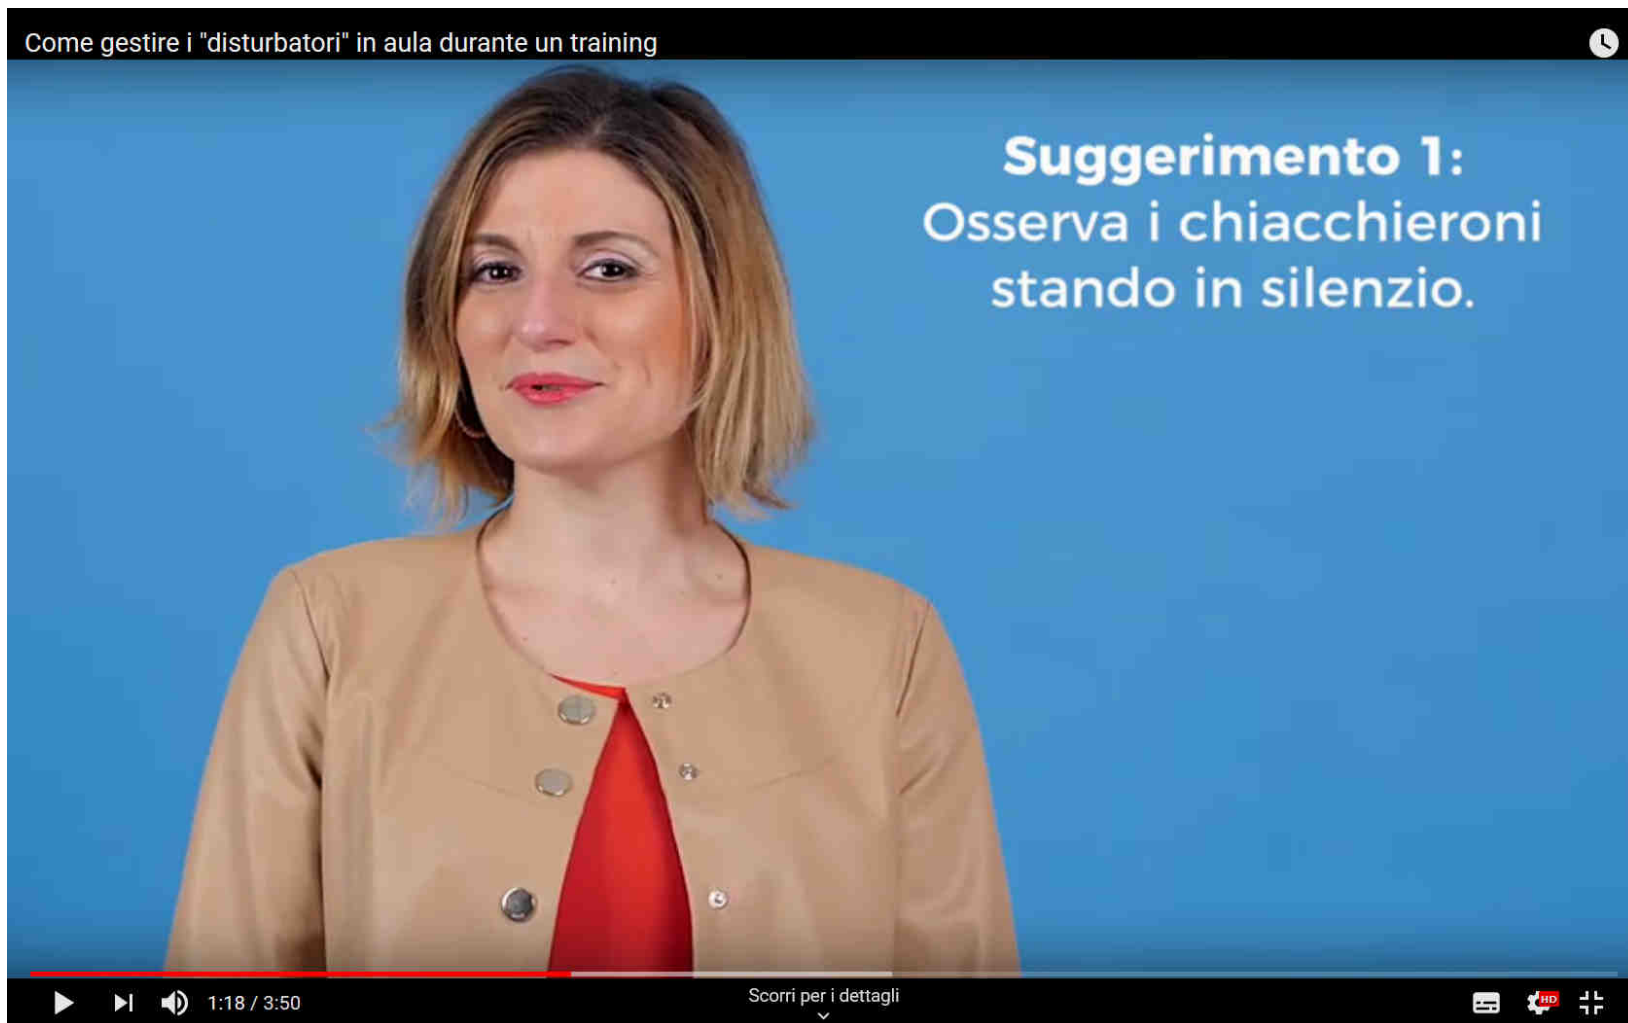 Come gestire i "disturbatori" in aula durante un training
Suggerimento 1:
Osserva i chiacchieroni
stando in silenzio.
1:18 / 3:50
Scorri per i dettagli
HD